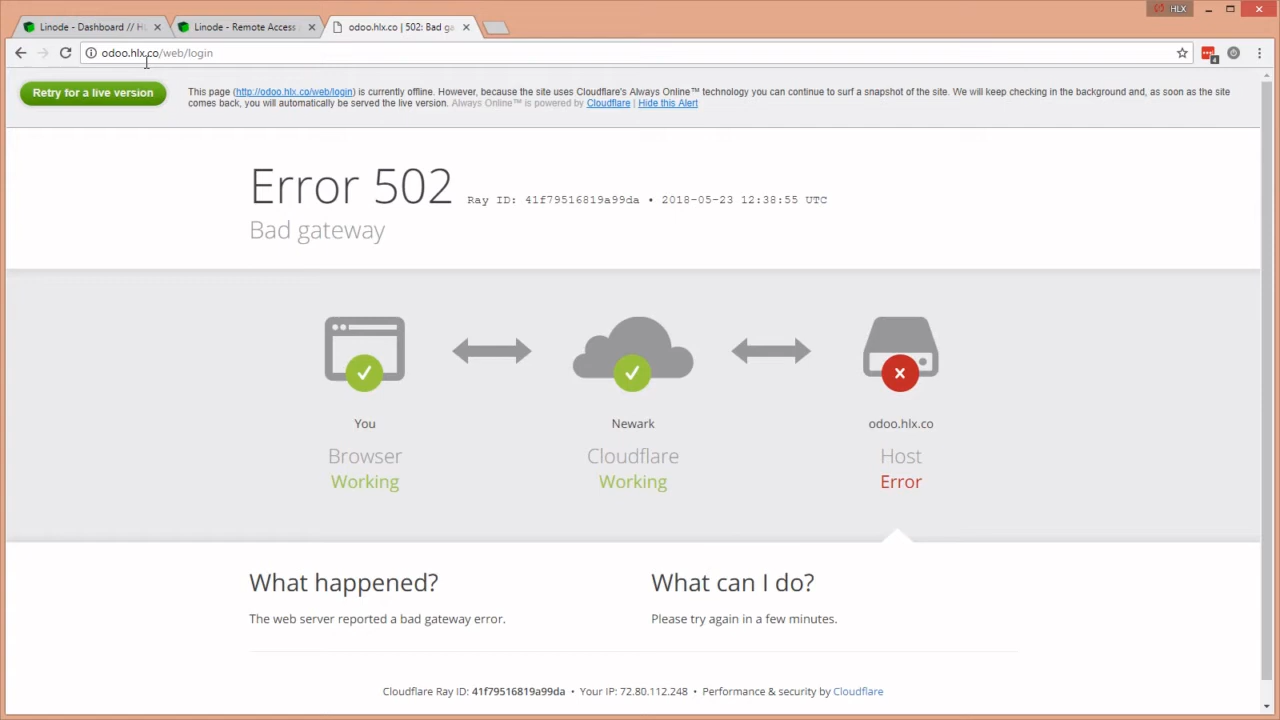 HLX
Linode - Dashboard // H
Linode - Remote Access
odoo.hlx.co | 502: Bad ga
odoo.hlx.co/web/login
Retry for a live version
This page (http://odoo.hlx.co/web/login) is currently offline. However, because the site uses Cloudflare's Always Online™ technology you can continue to surf a snapshot of the site. We will keep checking in the background and, as soon as the site
comes back, you will automatically be served the live version. Always Online™ is powered by Cloudflare | Hide this Alert
Error 502 Ray ID: 41f79516819a99da • 2018-05-23 12:38:55 UTC
Bad gateway
You
Newark
odoo.hlx.co
Browser
Cloudflare
Host
Working
Working
Error
What happened?
What can I do?
The web server reported a bad gateway error.
Please try again in a few minutes.
Cloudflare Ray ID: 41f79516819a99da • Your IP: 72.80.112.248 • Performance & security by Cloudflare